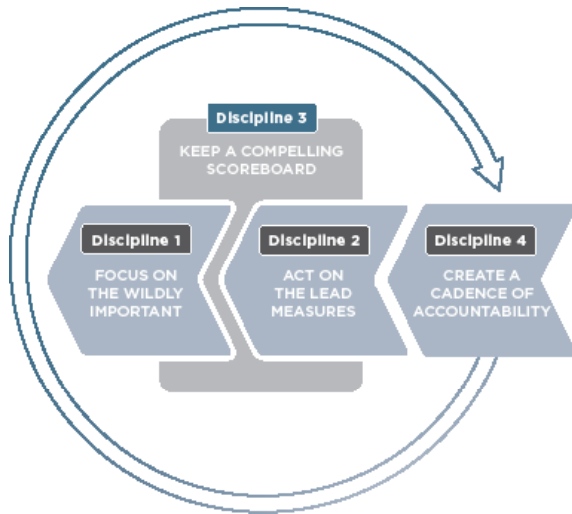 Discipline 3
KEEP A COMPELLING
SCOREBOARD
Discipline 1
FOCUS ON
THE WILDLY
IMPORTANT
Discipline 2
ACT ON
THE LEAD
MEASURES
Discipline 4
CREATE A
CADENCE OF
ACCOUNTABILITY